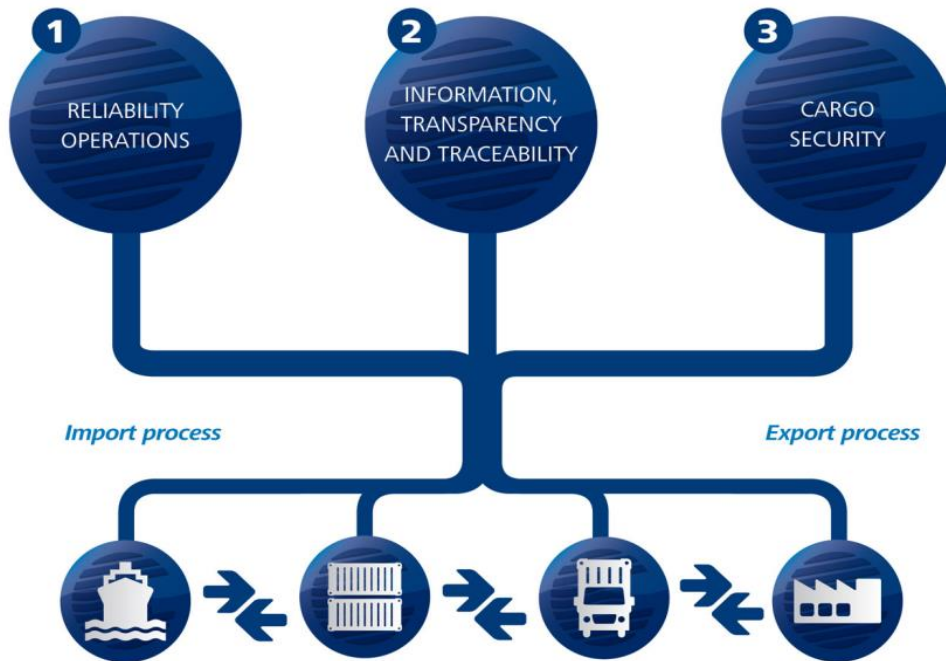 1
RELIABILITY
OPERATIONS
2
INFORMATION,
TRANSPARENCY
AND TRACEABILITY
3
CARGO
SECURITY
Import process
Export process